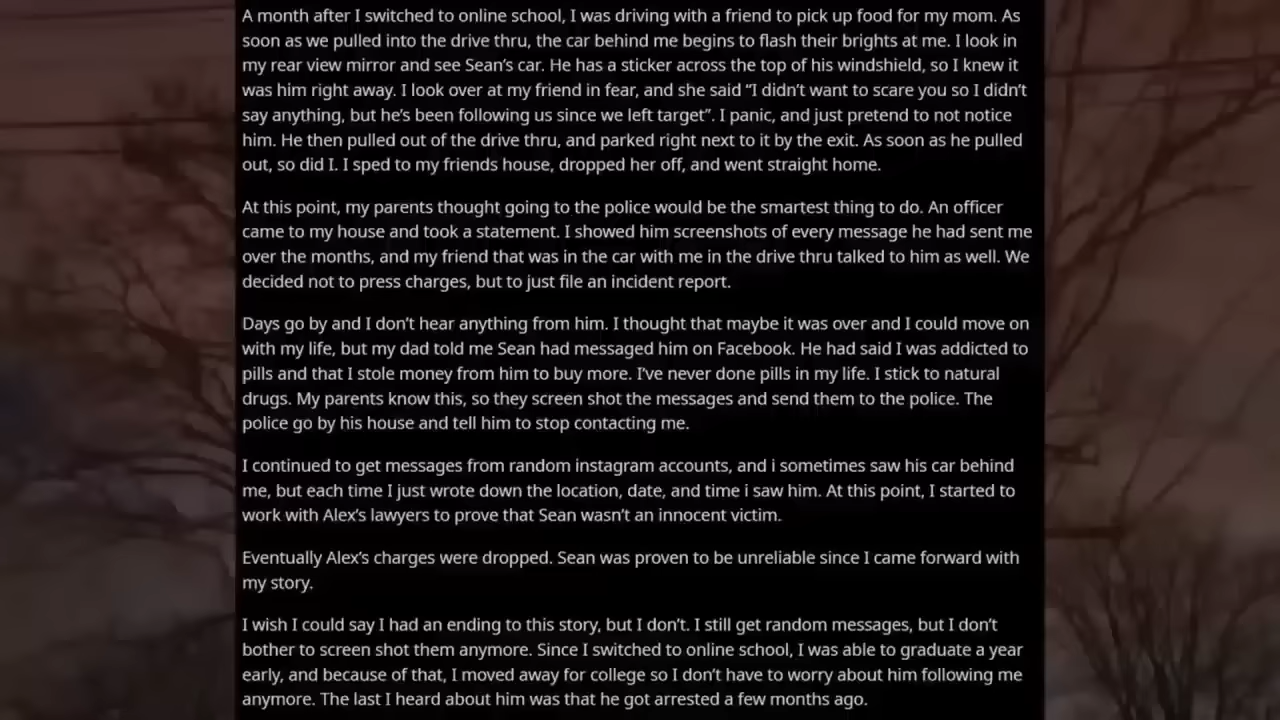 A month after I switched to online school, I was driving with a friend to pick up food for my mom. As
soon as we pulled into the drive thru, the car behind me begins to flash their brights at me. I look in
my rear view mirror and see Sean's car. He has a sticker across the top of his windshield, so I knew it
was him right away. I look over at my friend in fear, and she said “I didn't want to scare you so I didn't
say anything, but he's been following us since we left target”. I panic, and just pretend to not notice
him. He then pulled out of the drive thru, and parked right next to it by the exit. As soon as he pulled
out, so did I. I sped to my friends house, dropped her off, and went straight home.
At this point, my parents thought going to the police would be the smartest thing to do. An officer
came to my house and took a statement. I showed him screenshots of every message he had sent me
over the months, and my friend that was in the car with me in the drive thru talked to him as well. We
decided not to press charges, but to just file an incident report.
Days go by and I don't hear anything from him. I thought that maybe it was over and I could move on
with my life, but my dad told me Sean had messaged him on Facebook. He had said I was addicted to
pills and that I stole money from him to buy more. I've never done pills in my life. I stick to natural
drugs. My parents know this, so they screen shot the messages and send them to the police. The
police go by his house and tell him to stop contacting me.
I continued to get messages from random instagram accounts, and i sometimes saw his car behind
me, but each time I just wrote down the location, date, and time i saw him. At this point, I started to
work with Alex's lawyers to prove that Sean wasn't an innocent victim.
Eventually Alex's charges were dropped. Sean was proven to be unreliable since I came forward with
my story.
I wish I could say I had an ending to this story, but I don't. I still get random messages, but I don't
bother to screen shot them anymore. Since I switched to online school, I was able to graduate a year
early, and because of that, I moved away for college so I don't have to worry about him following me
anymore. The last I heard about him was that he got arrested a few months ago.